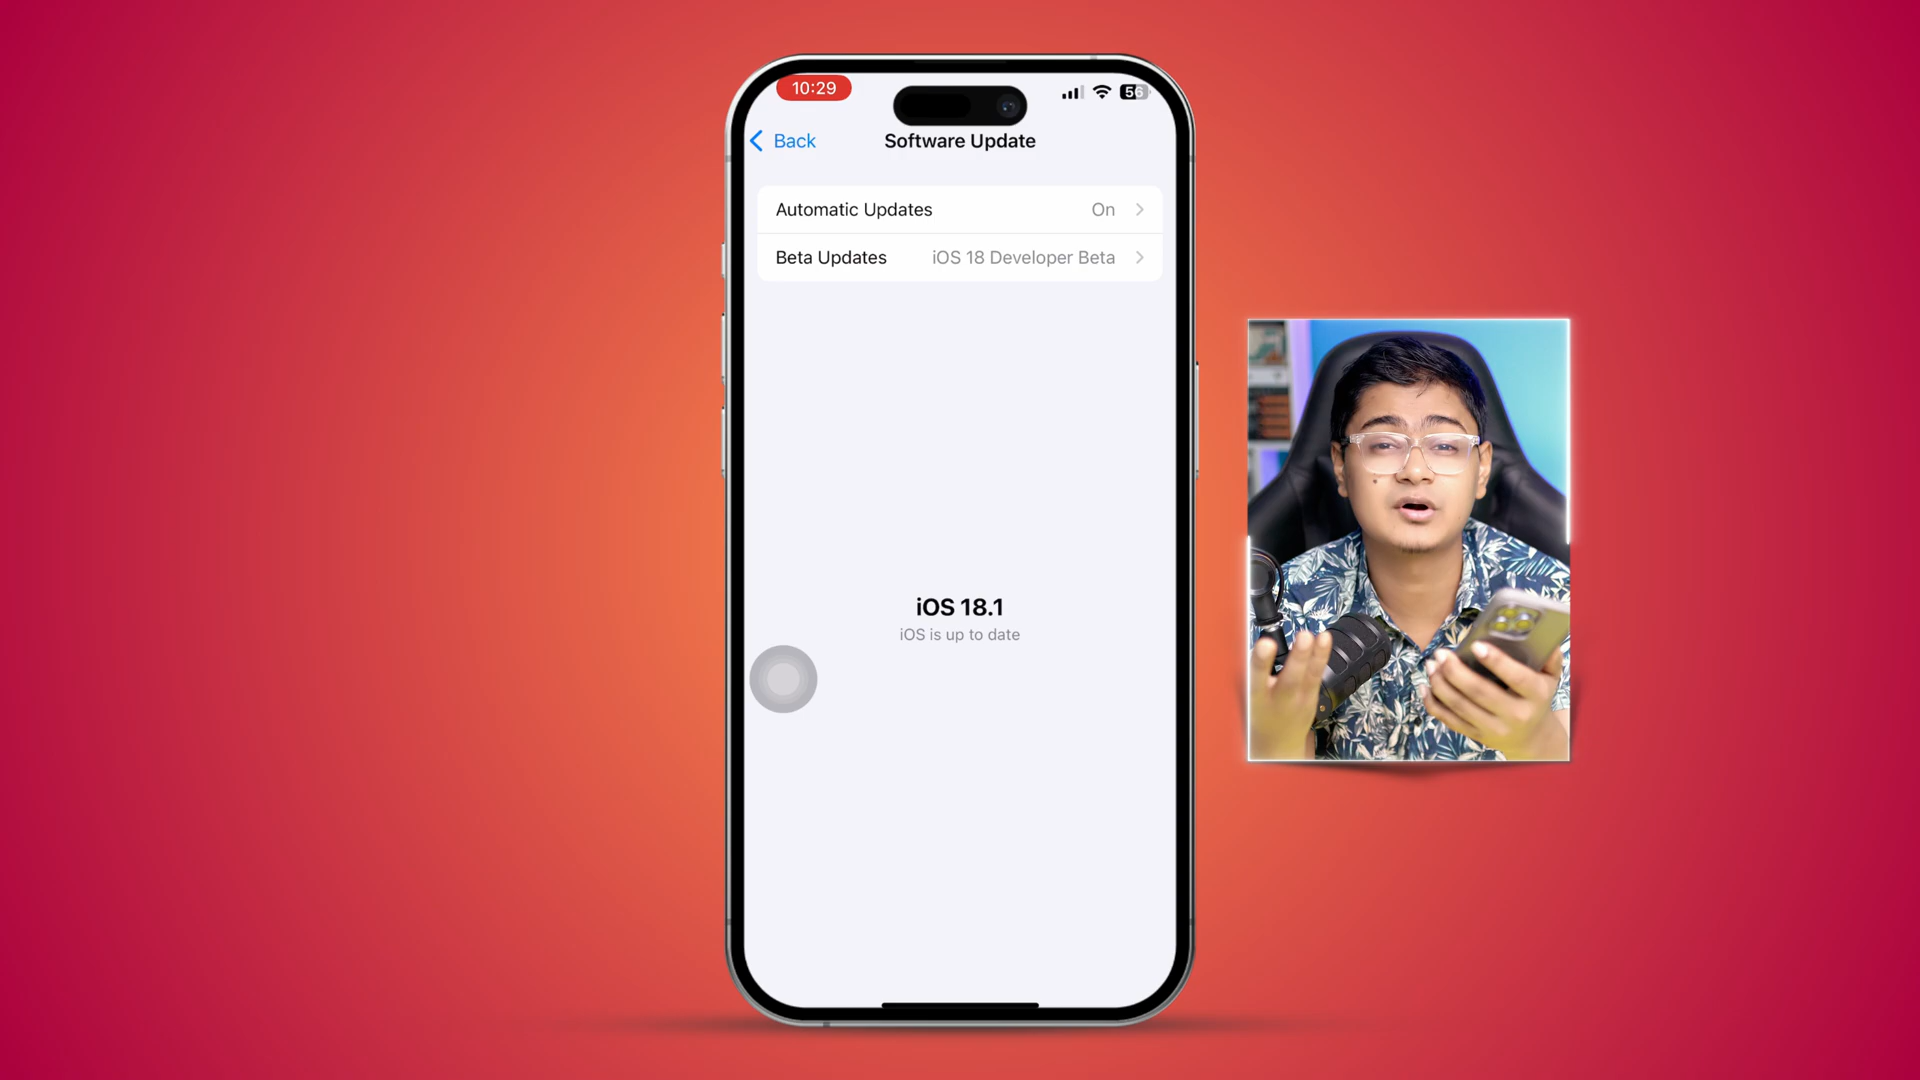 10:29
56
Back
Software Update
Automatic Updates On
Beta Updates iOS 18 Developer Beta
iOS 18.1
iOS is up to date